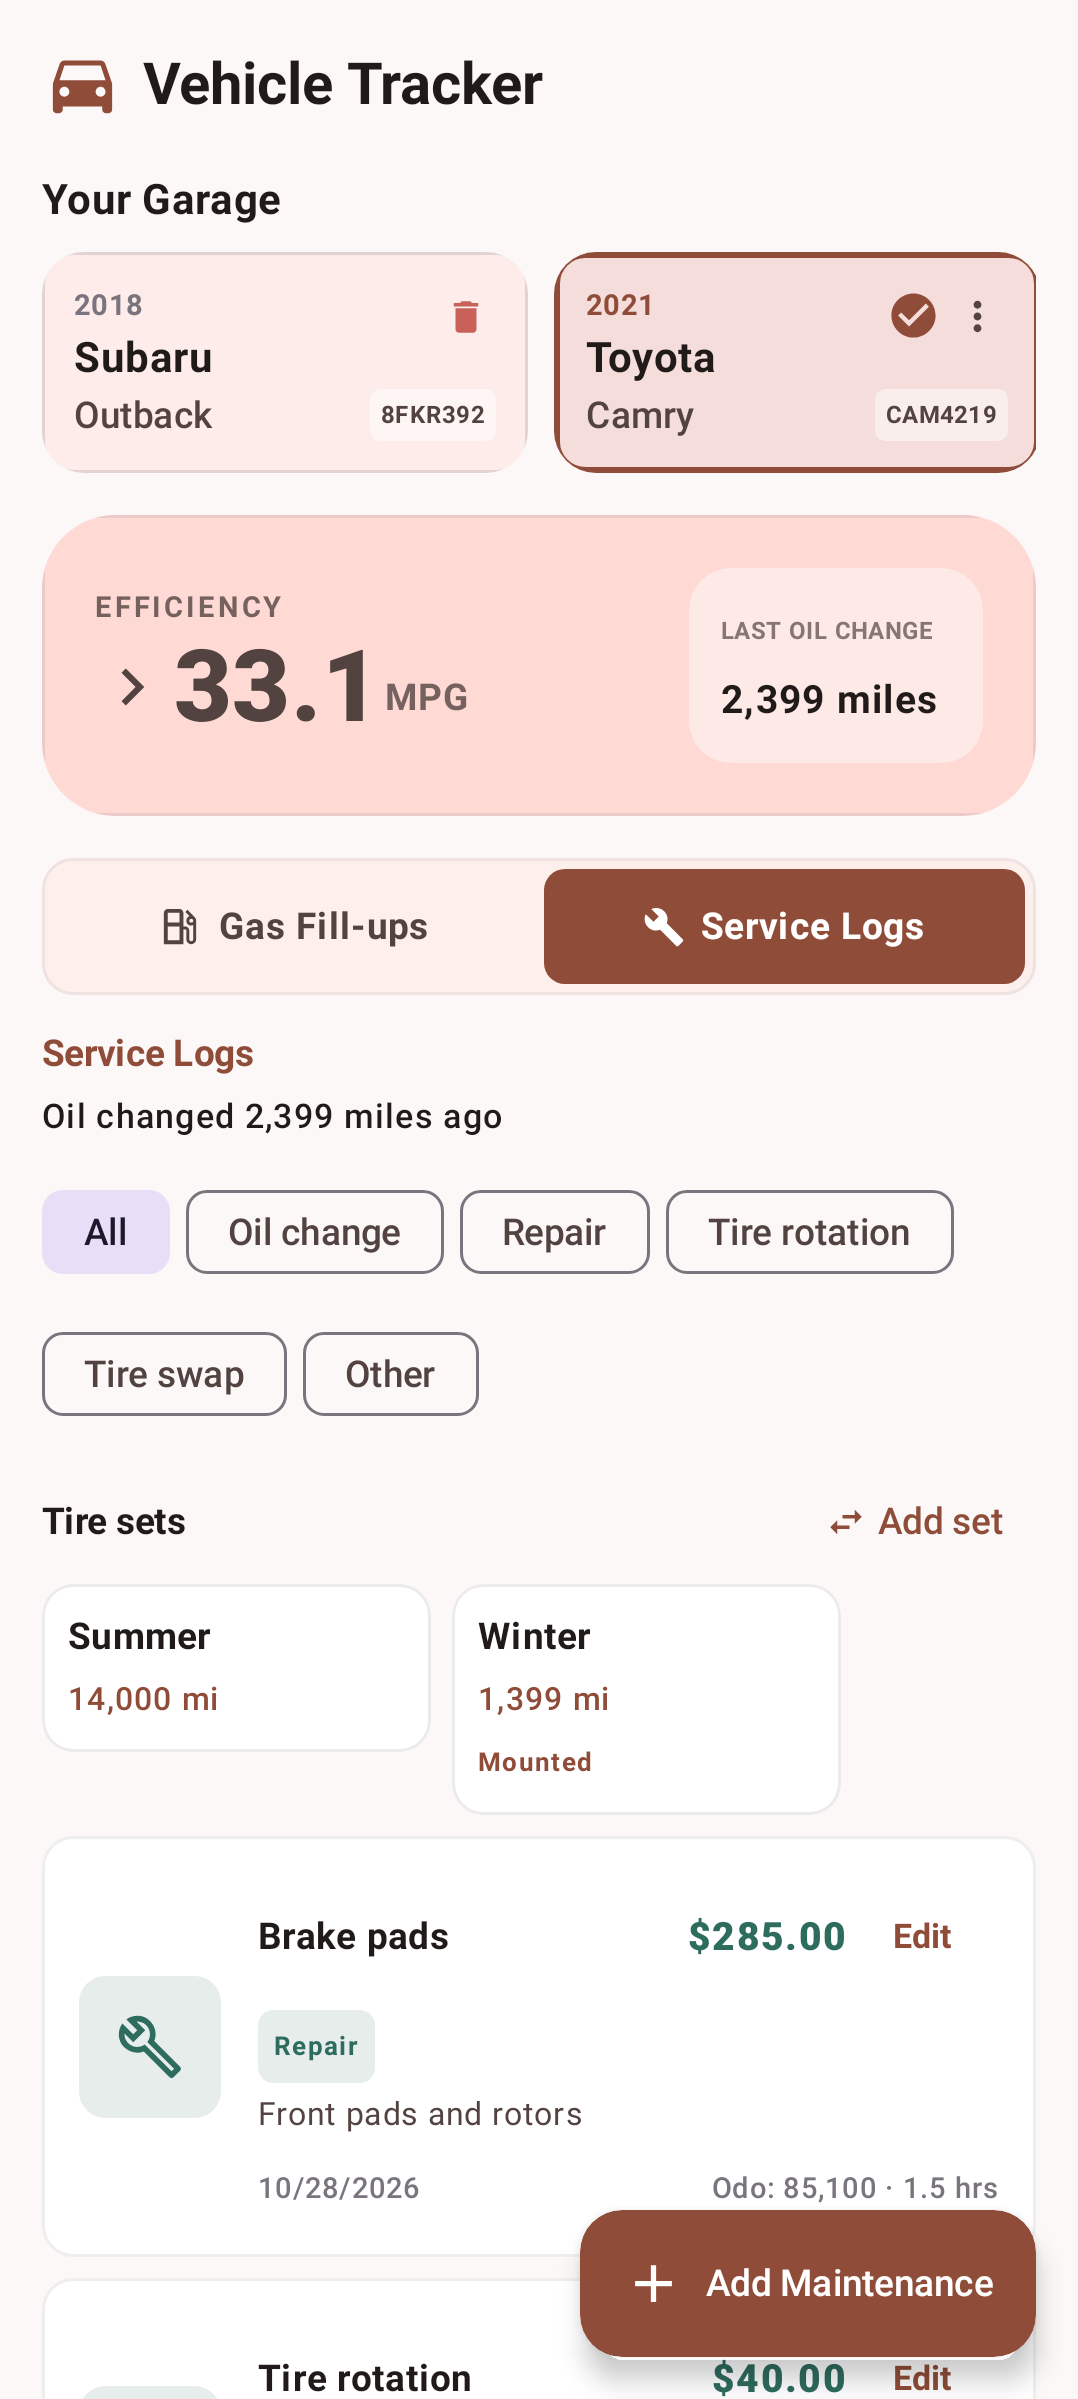 Vehicle Tracker
Your Garage
2018
Subaru
Outback
8FKR392
2021
Toyota
Camry
CAM4219
EFFICIENCY
33.1 MPG
LAST OIL CHANGE
2,399 miles
Gas Fill-ups
Service Logs
Service Logs
Oil changed 2,399 miles ago
All
Oil change
Repair
Tire rotation
Tire swap
Other
Tire sets
Add set
Summer
14,000 mi
Winter
1,399 mi
Mounted
Brake pads
$285.00
Edit
Repair
Front pads and rotors
10/28/2026
Odo: 85,100 · 1.5 hrs
Add Maintenance
Tire rotation
$40.00
Edit